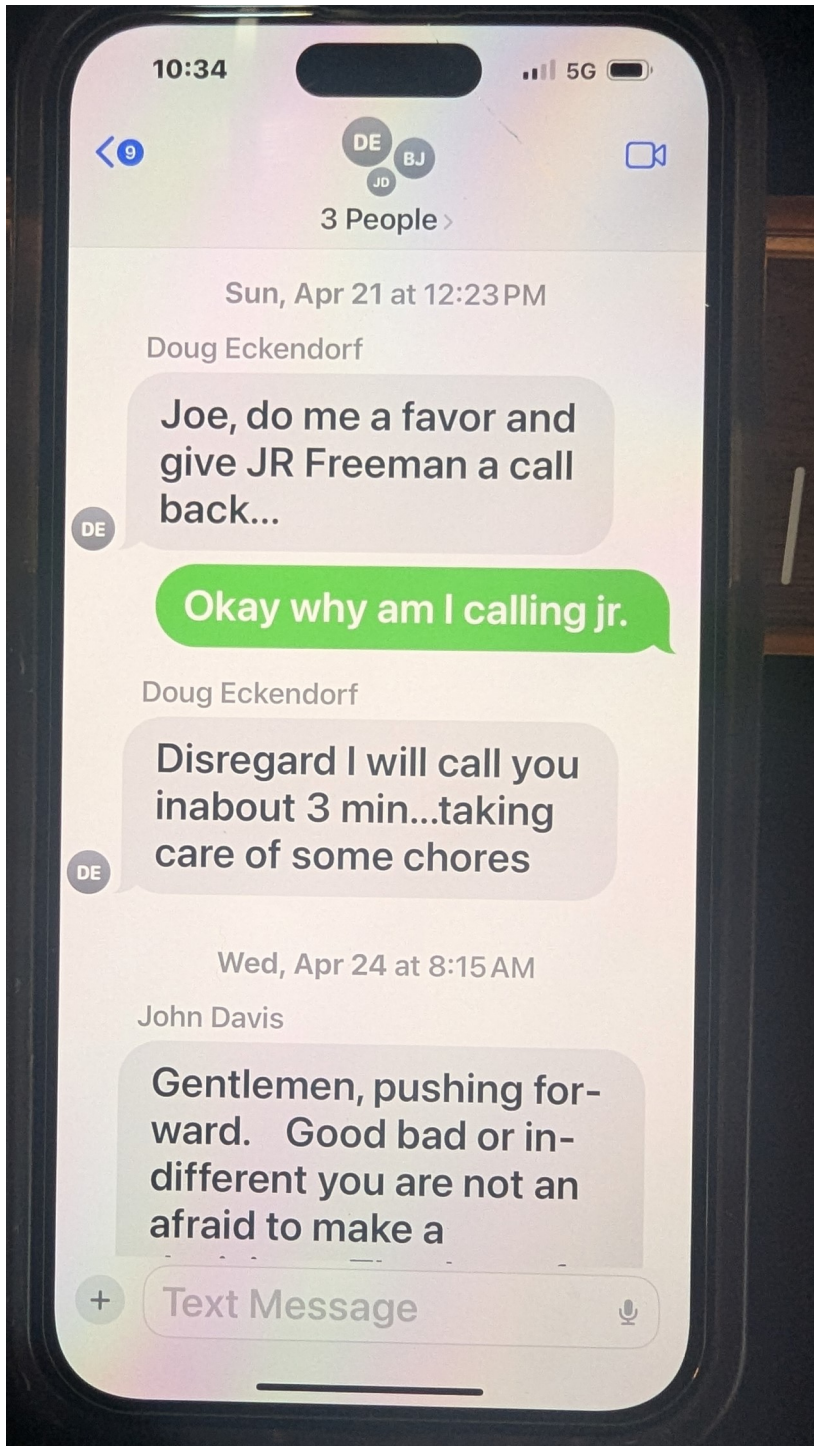 10:34
5G
9
DE
BJ
JD
3 People
Sun, Apr 21 at 12:23 PM
Doug Eckendorf
Joe, do me a favor and
give JR Freeman a call
back...
DE
Okay why am I calling jr.
Doug Eckendorf
Disregard I will call you
inabout 3 min...taking
care of some chores
DE
Wed, Apr 24 at 8:15 AM
John Davis
Gentlemen, pushing for-
ward. Good bad or in-
different you are not an
afraid to make a
Text Message